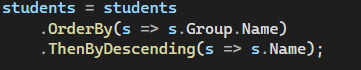 students = students
    .OrderBy(s => s.Group.Name)
    .ThenByDescending(s => s.Name);